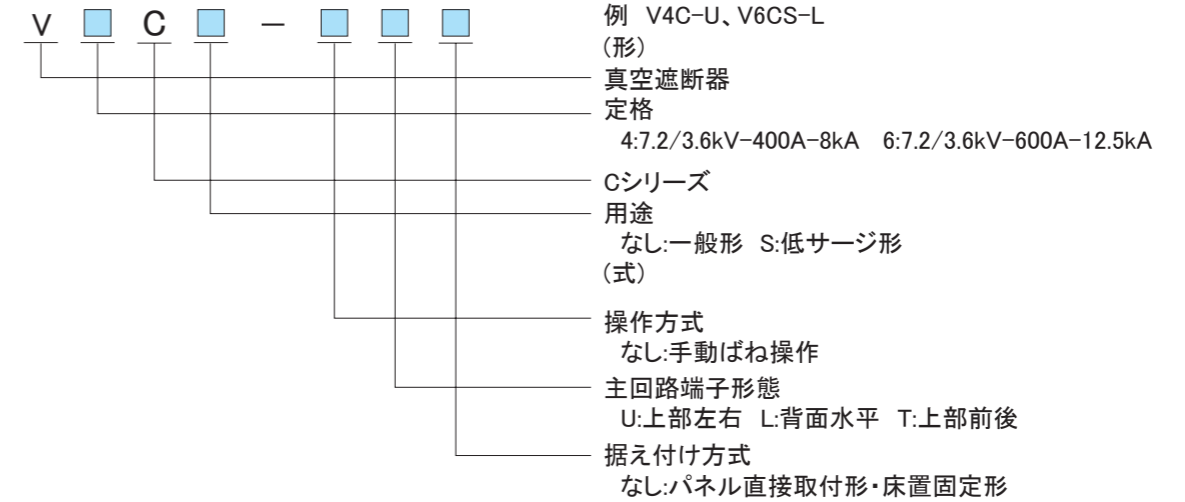 V □ C □ − □ □ □
例 V4C−U、V6CS−L
(形)
真空遮断器
定格
4:7.2/3.6kV−400A−8kA 6:7.2/3.6kV−600A−12.5kA
Cシリーズ
用途
なし:一般形 S:低サージ形
(式)
操作方式
なし:手動ばね操作
主回路端子形態
U:上部左右 L:背面水平 T:上部前後
据え付け方式
なし:パネル直接取付形・床置固定形